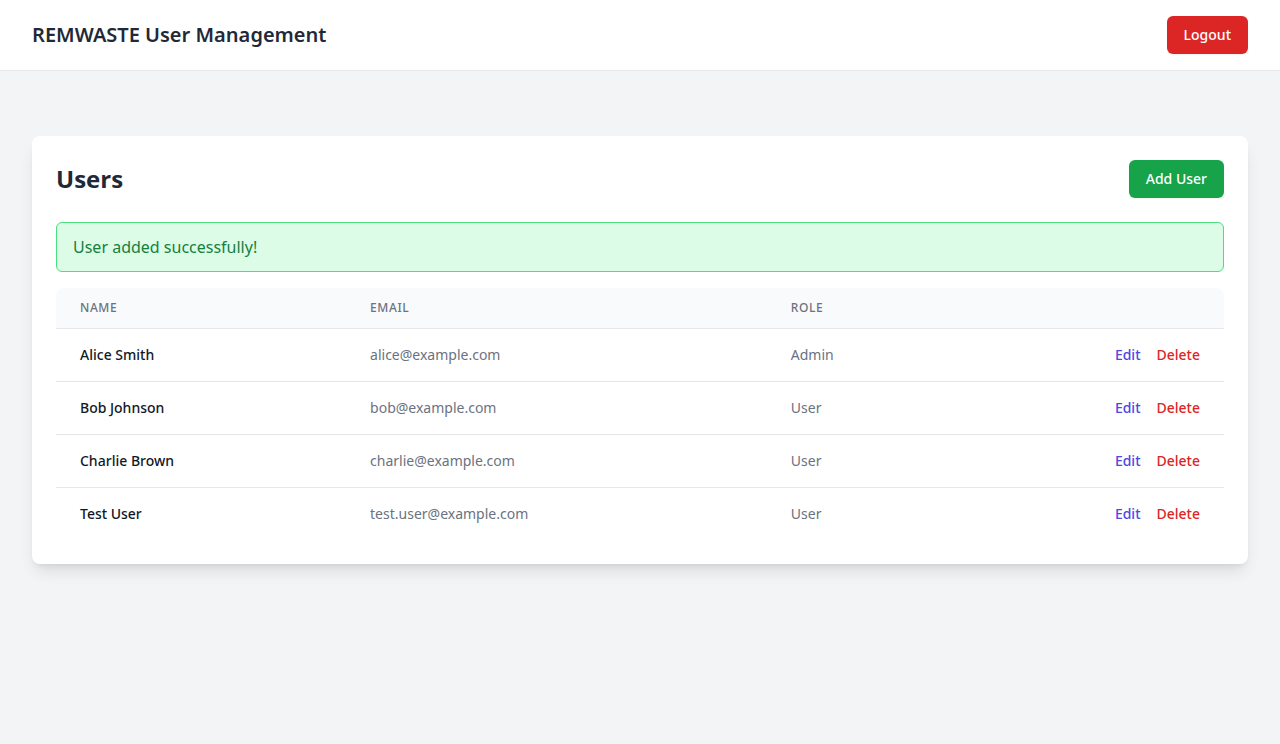 REMWASTE User Management Logout
Users Add User
User added successfully!
NAME EMAIL ROLE
Alice Smith alice@example.com Admin Edit Delete
Bob Johnson bob@example.com User Edit Delete
Charlie Brown charlie@example.com User Edit Delete
Test User test.user@example.com User Edit Delete